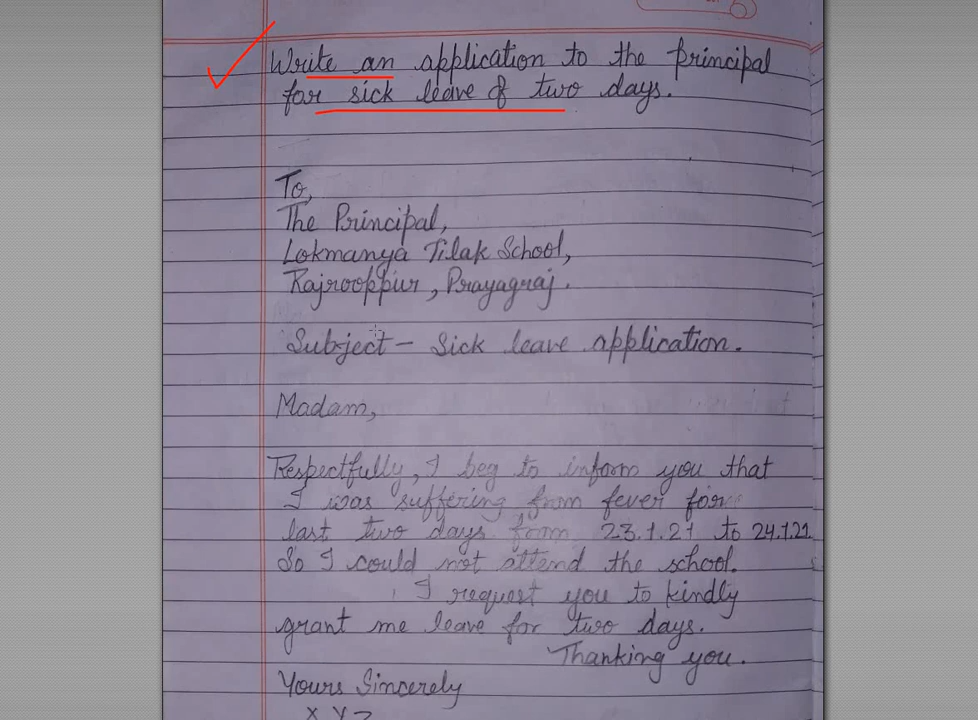 Write an application to the principal
for sick leave of two days.
To,
The Principal,
Lokmanya Tilak School,
Rajrooppur, Prayagraj.
Subject - Sick leave application.
Madam,
Respectfully, I beg to inform you that
I was suffering from fever for
last two days from 23.1.21 to 24.1.21.
So I could not attend the school.
I request you to kindly
grant me leave for two days.
Thanking you.
Yours Sincerely
X Y Z